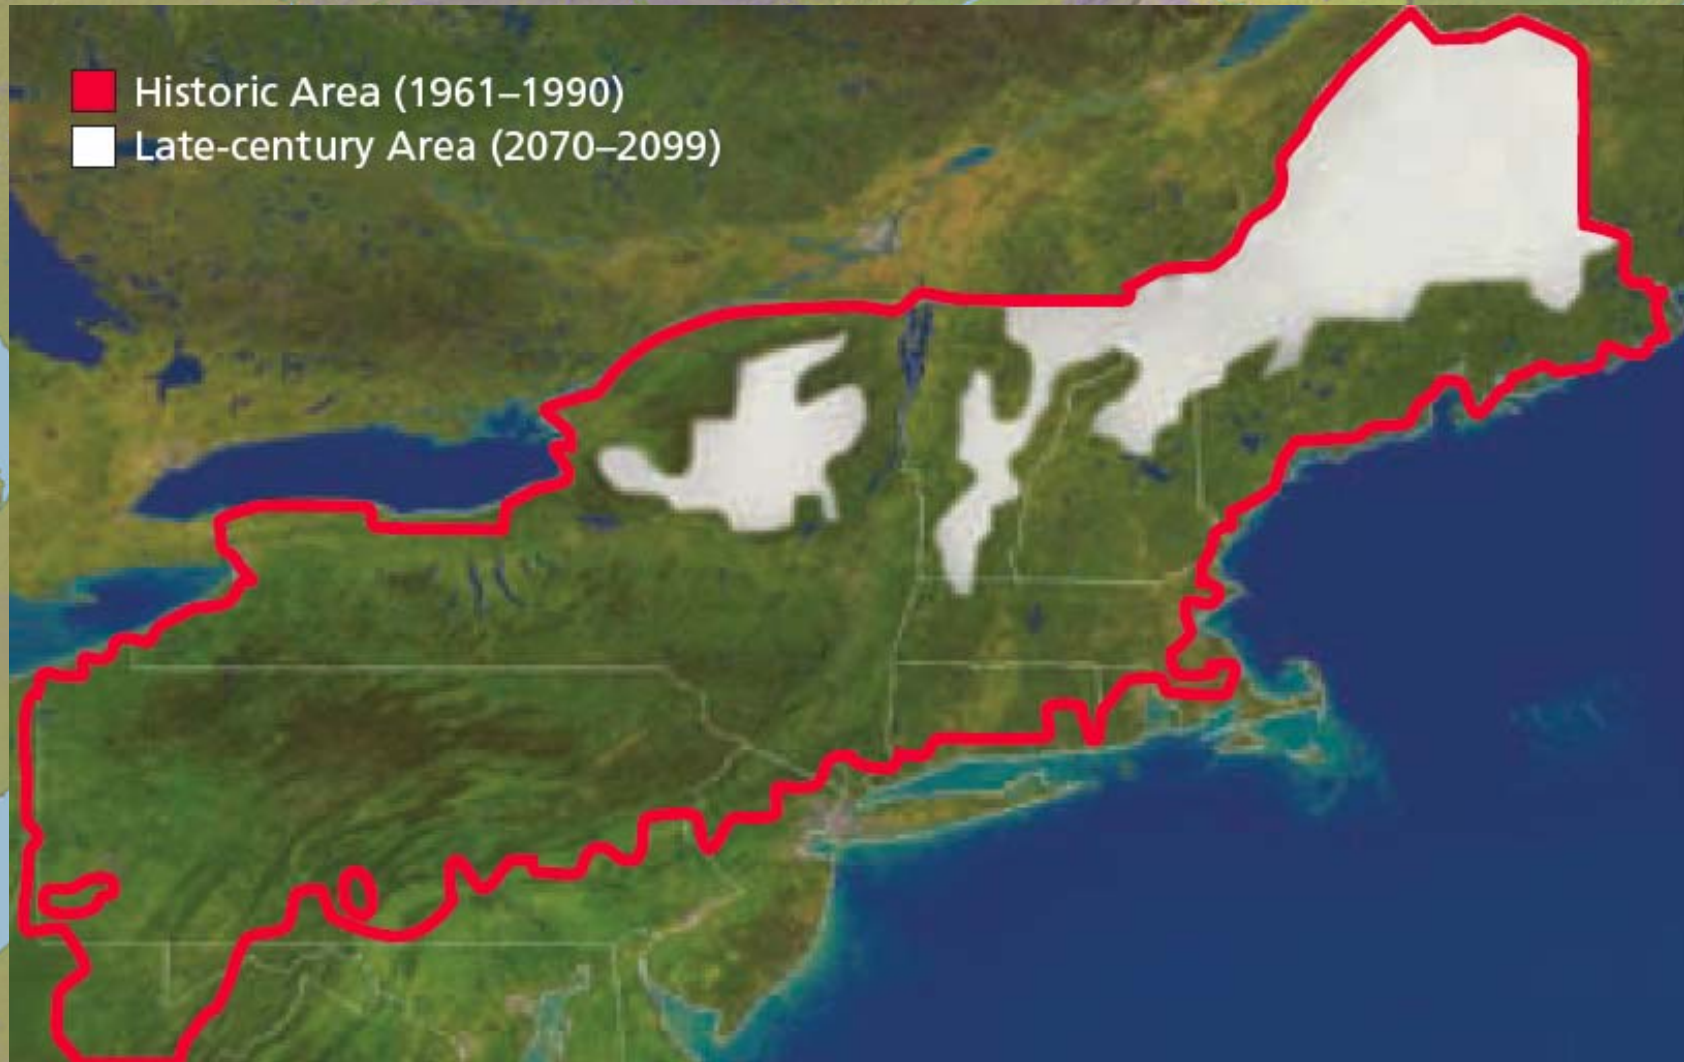 Historic Area (1961–1990)
Late-century Area (2070–2099)